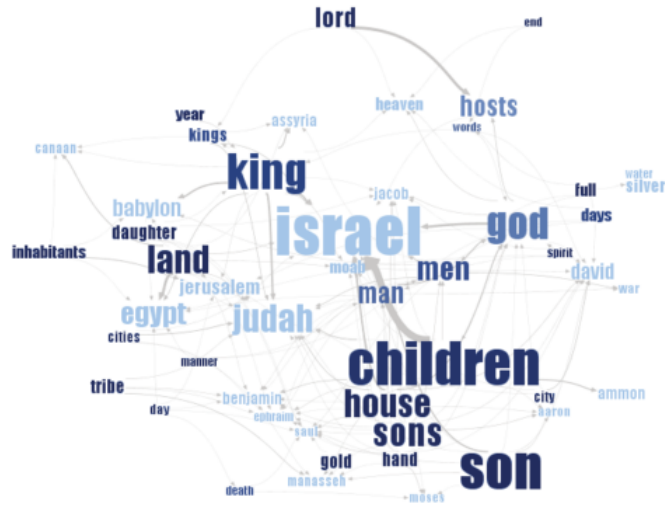 lord
end
heaven
hosts
year
assyria
words
kings
canaan
king
water
jacob
full
silver
babylon
israel
god
days
daughter
inhabitants
land
spirit
moab
men
david
jerusalem
man
war
egypt
judah
cities
manner
children
tribe
benjamin
house
city
ammon
day
ephraim
aaron
saul
sons
gold
hand
son
manasseh
death
moses